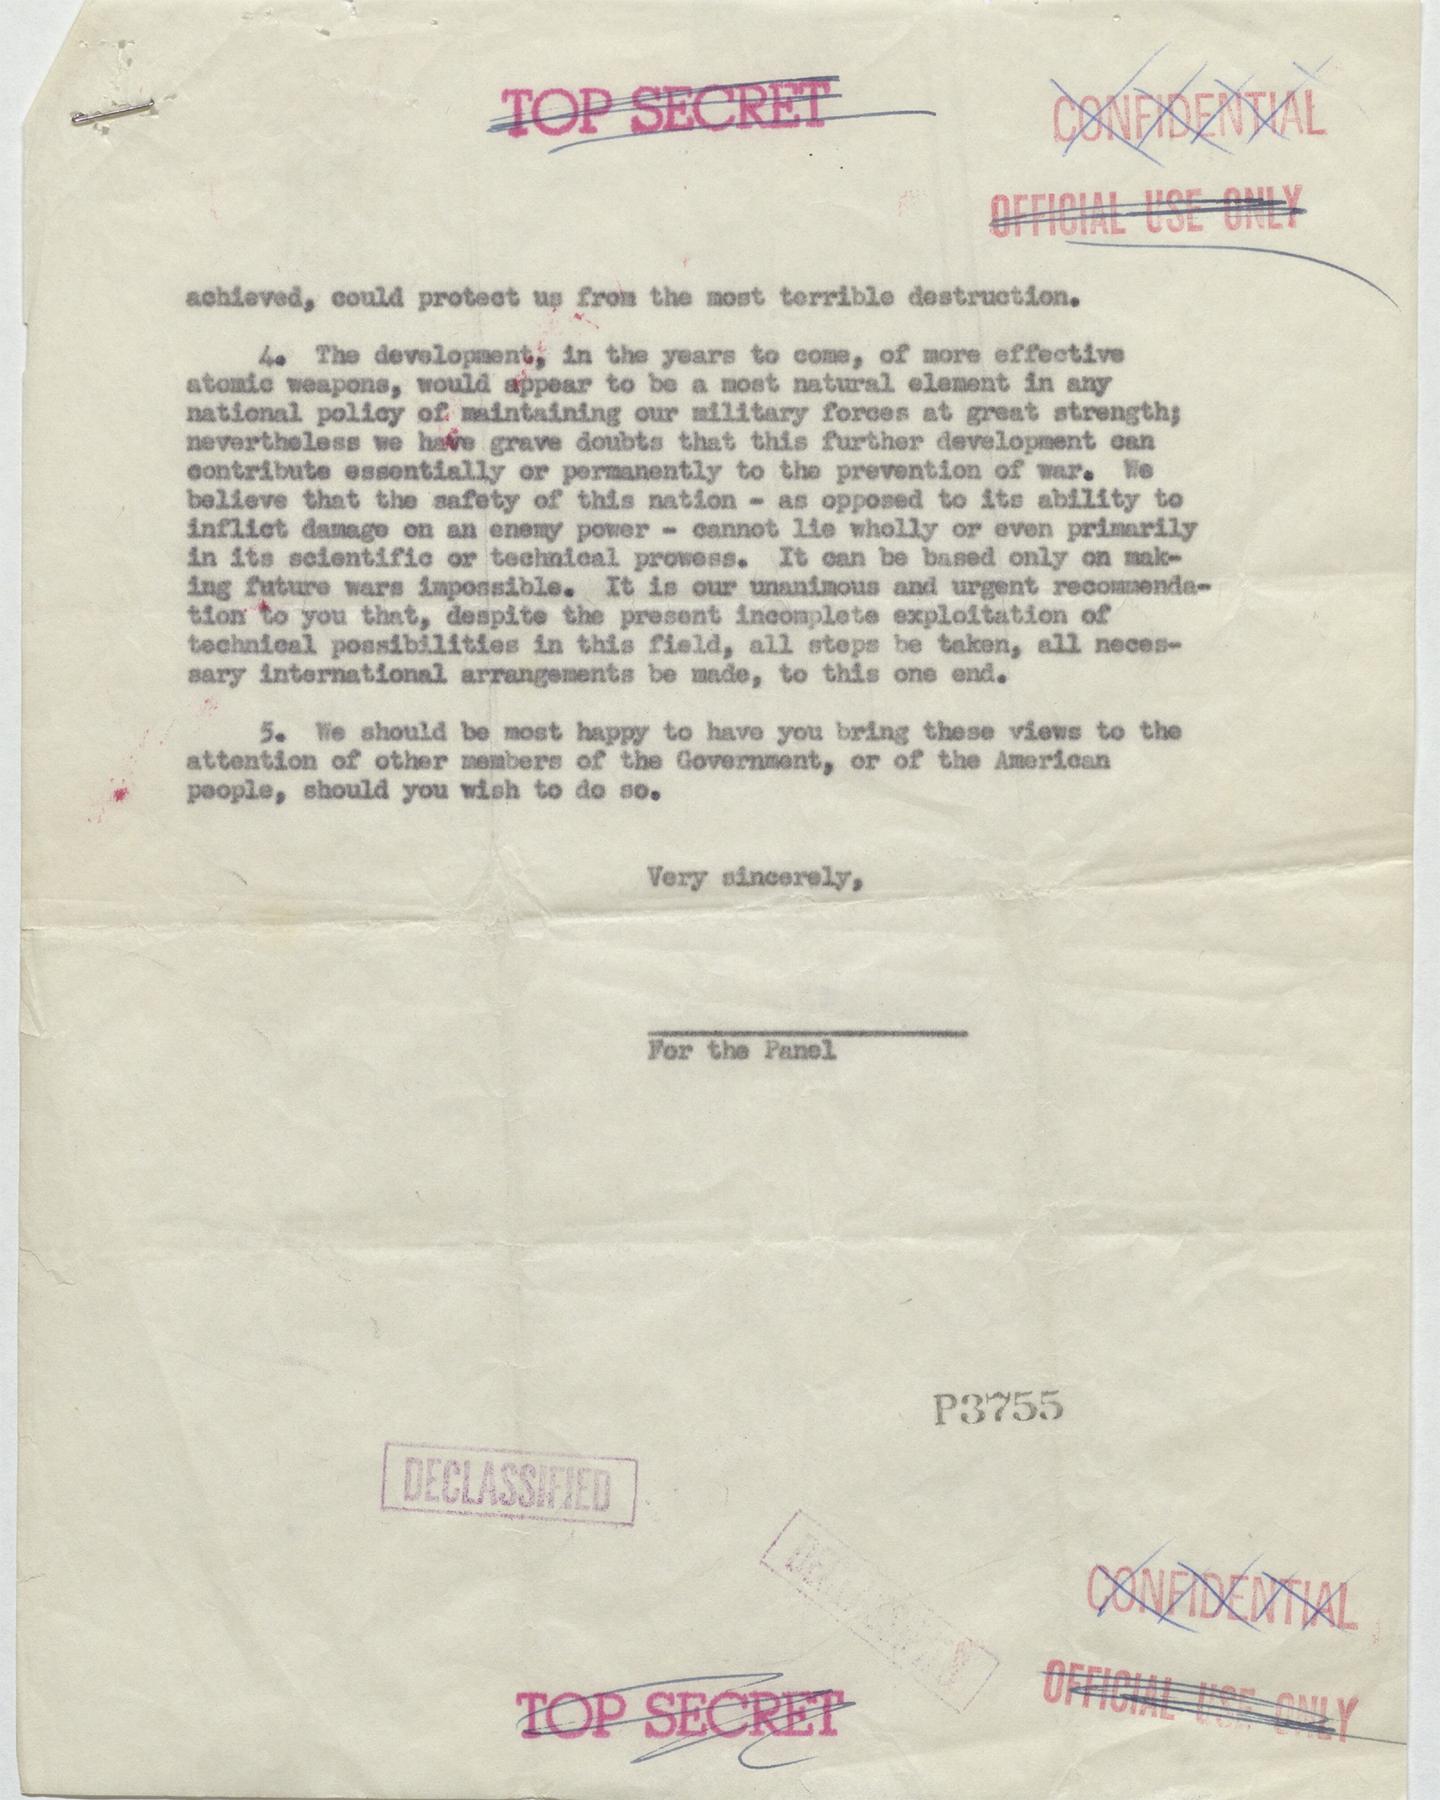 TOP SECRET
CONFIDENTIAL
OFFICIAL USE ONLY
achieved, could protect us from the most terrible destruction.
4. The development, in the years to come, of more effective
atomic weapons, would appear to be a most natural element in any
national policy of maintaining our military forces at great strength;
nevertheless we have grave doubts that this further development can
contribute essentially or permanently to the prevention of war. We
believe that the safety of this nation - as opposed to its ability to
inflict damage on an enemy power - cannot lie wholly or even primarily
in its scientific or technical prowess. It can be based only on mak-
ing future wars impossible. It is our unanimous and urgent recommenda-
tion to you that, despite the present incomplete exploitation of
technical possibilities in this field, all steps be taken, all neces-
sary international arrangements be made, to this one end.
5. We should be most happy to have you bring these views to the
attention of other members of the Government, or of the American
people, should you wish to do so.
Very sincerely,
For the Panel
P3755
DECLASSIFIED
DECLASSIFIED
CONFIDENTIAL
OFFICIAL USE ONLY
TOP SECRET